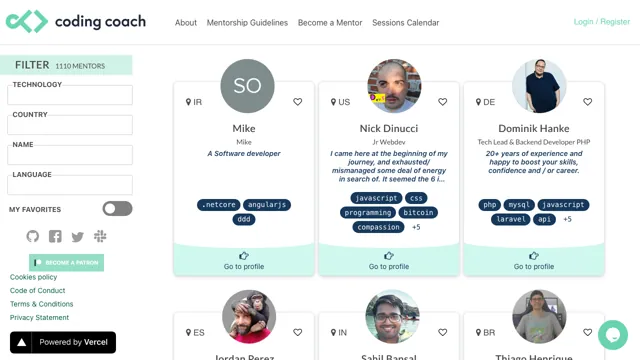 coding coach
About
Mentorship Guidelines
Become a Mentor
Sessions Calendar
Login / Register
FILTER
1110 MENTORS
TECHNOLOGY
COUNTRY
NAME
LANGUAGE
MY FAVORITES
BECOME A PATRON
Cookies policy
Code of Conduct
Terms & Conditions
Privacy Statement
Powered by Vercel
SO
IR
Mike
Mike
A Software developer
.netcore
angularjs
ddd
Go to profile
US
Nick Dinucci
Jr Webdev
I came here at the beginning of my
journey, and exhausted/
mismanaged some deal of energy
in search of. It seemed the 6 i...
javascript
css
programming
bitcoin
compassion
+5
Go to profile
DE
Dominik Hanke
Tech Lead & Backend Developer PHP
20+ years of experience and
happy to boost your skills,
confidence and / or career.
php
mysql
javascript
laravel
api
+5
Go to profile
ES
Jordan Perez
IN
Sahil Bansal
BR
Thiago Henrique